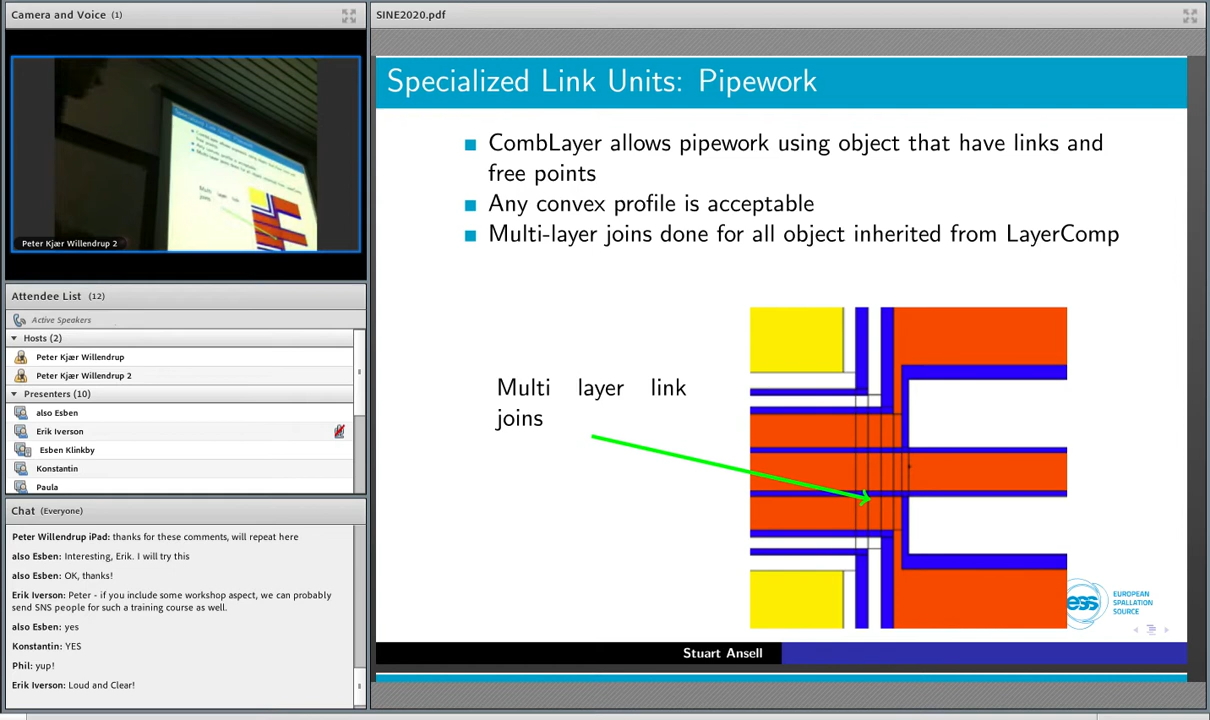 Camera and Voice (1)
Peter Kjær Willendrup 2
Attendee List (12)
Active Speakers
Hosts (2)
Peter Kjær Willendrup
Peter Kjær Willendrup 2
Presenters (10)
also Esben
Erik Iverson
Esben Klinkby
Konstantin
Paula
Chat (Everyone)
Peter Willendrup iPad: thanks for these comments, will repeat here
also Esben: Interesting, Erik. I will try this
also Esben: OK, thanks!
Erik Iverson: Peter - if you include some workshop aspect, we can probably
send SNS people for such a training course as well.
also Esben: yes
Konstantin: YES
Phil: yup!
Erik Iverson: Loud and Clear!
SINE2020.pdf
Specialized Link Units: Pipework
CombLayer allows pipework using object that have links and
free points
Any convex profile is acceptable
Multi-layer joins done for all object inherited from LayerComp
Multi layer link
joins
ess
EUROPEAN
SPALLATION
SOURCE
Stuart Ansell